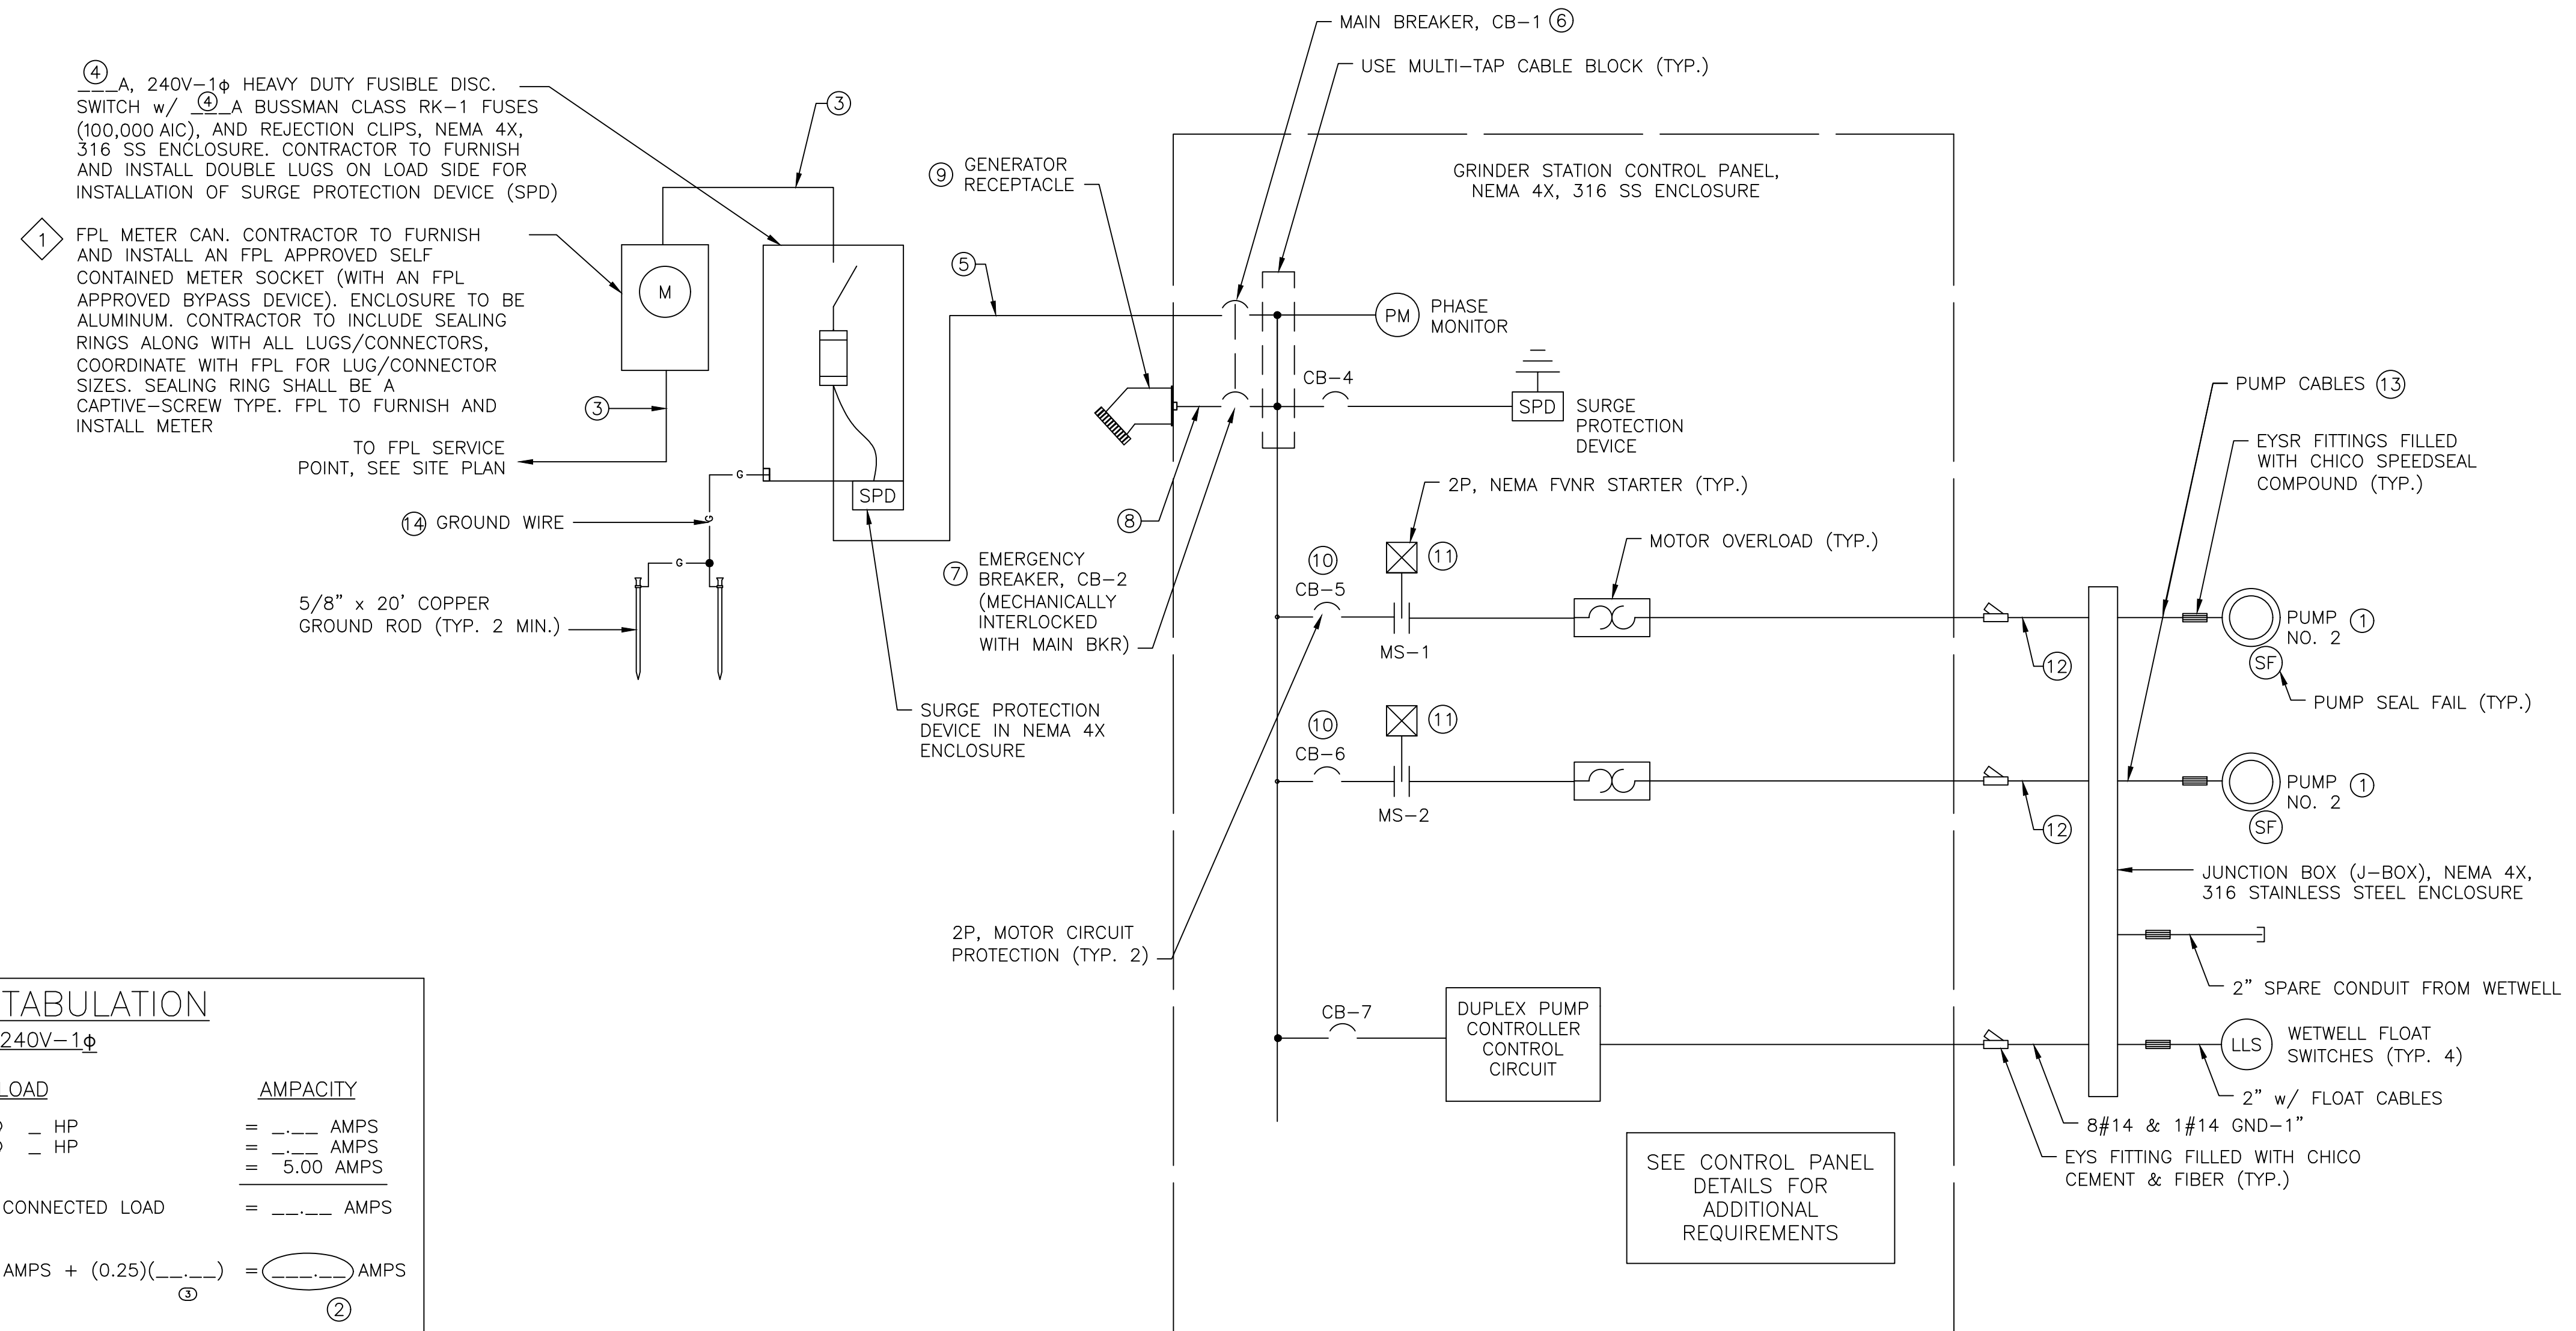 MAIN BREAKER, CB-1 ⑥
USE MULTI-TAP CABLE BLOCK (TYP.)
④
___A, 240V-1ϕ HEAVY DUTY FUSIBLE DISC.
SWITCH w/ _④_A BUSSMAN CLASS RK-1 FUSES
(100,000 AIC), AND REJECTION CLIPS, NEMA 4X,
316 SS ENCLOSURE. CONTRACTOR TO FURNISH
AND INSTALL DOUBLE LUGS ON LOAD SIDE FOR
INSTALLATION OF SURGE PROTECTION DEVICE (SPD)
③
1
FPL METER CAN. CONTRACTOR TO FURNISH
AND INSTALL AN FPL APPROVED SELF
CONTAINED METER SOCKET (WITH AN FPL
APPROVED BYPASS DEVICE). ENCLOSURE TO BE
ALUMINUM. CONTRACTOR TO INCLUDE SEALING
RINGS ALONG WITH ALL LUGS/CONNECTORS,
COORDINATE WITH FPL FOR LUG/CONNECTOR
SIZES. SEALING RING SHALL BE A
CAPTIVE-SCREW TYPE. FPL TO FURNISH AND
INSTALL METER
M
③
TO FPL SERVICE
POINT, SEE SITE PLAN
G
SPD
⑭ GROUND WIRE
G
G
5/8" x 20' COPPER
GROUND ROD (TYP. 2 MIN.)
⑨ GENERATOR
RECEPTACLE
⑤
⑧
⑦ EMERGENCY
BREAKER, CB-2
(MECHANICALLY
INTERLOCKED
WITH MAIN BKR)
SURGE PROTECTION
DEVICE IN NEMA 4X
ENCLOSURE
2P, MOTOR CIRCUIT
PROTECTION (TYP. 2)
GRINDER STATION CONTROL PANEL,
NEMA 4X, 316 SS ENCLOSURE
PM
PHASE
MONITOR
CB-4
SPD
SURGE
PROTECTION
DEVICE
2P, NEMA FVNR STARTER (TYP.)
MOTOR OVERLOAD (TYP.)
⑩
CB-5
⑪
MS-1
⑩
CB-6
⑪
MS-2
CB-7
DUPLEX PUMP
CONTROLLER
CONTROL
CIRCUIT
SEE CONTROL PANEL
DETAILS FOR
ADDITIONAL
REQUIREMENTS
PUMP CABLES ⑬
EYSR FITTINGS FILLED
WITH CHICO SPEEDSEAL
COMPOUND (TYP.)
PUMP ①
NO. 2
SF
⑫
PUMP SEAL FAIL (TYP.)
PUMP ①
NO. 2
SF
⑫
JUNCTION BOX (J-BOX), NEMA 4X,
316 STAINLESS STEEL ENCLOSURE
2" SPARE CONDUIT FROM WETWELL
LLS
WETWELL FLOAT
SWITCHES (TYP. 4)
2" w/ FLOAT CABLES
8#14 & 1#14 GND-1"
EYS FITTING FILLED WITH CHICO
CEMENT & FIBER (TYP.)
TABULATION
240V-1ϕ
LOAD AMPACITY
) _ HP = _.__ AMPS
) _ HP = _.__ AMPS
= 5.00 AMPS
CONNECTED LOAD = __.__ AMPS
AMPS + (0.25)(__.__) = ___.__ AMPS
③
②